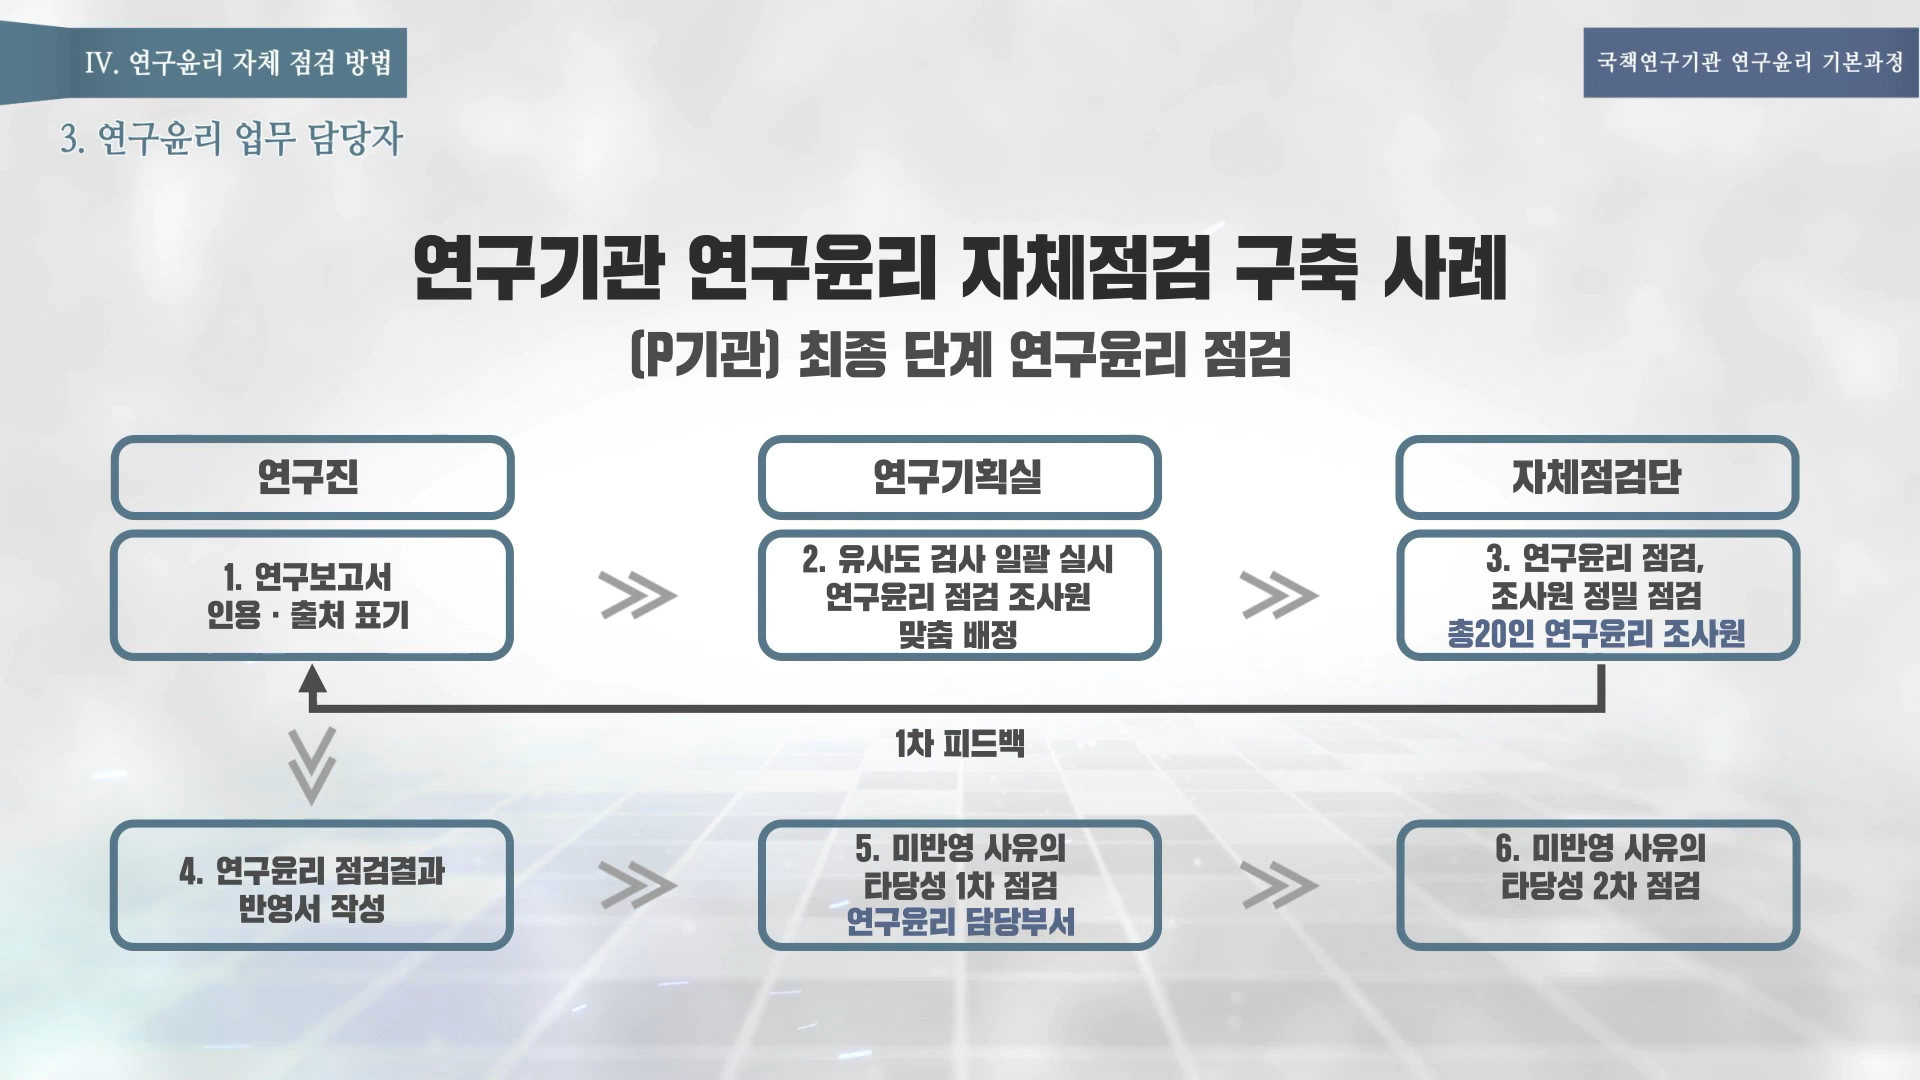 IV. 연구윤리 자체 점검 방법
국책연구기관 연구윤리 기본과정
3. 연구윤리 업무 담당자
연구기관 연구윤리 자체점검 구축 사례
(P기관) 최종 단계 연구윤리 점검
연구진
연구기획실
자체점검단
1. 연구보고서
인용 · 출처 표기
2. 유사도 검사 일괄 실시
연구윤리 점검 조사원
맞춤 배정
3. 연구윤리 점검,
조사원 정밀 점검
총20인 연구윤리 조사원
1차 피드백
4. 연구윤리 점검결과
반영서 작성
5. 미반영 사유의
타당성 1차 점검
연구윤리 담당부서
6. 미반영 사유의
타당성 2차 점검